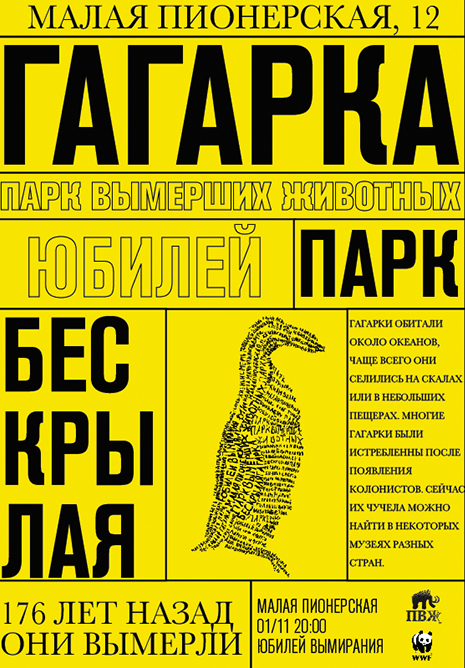 МАЛАЯ ПИОНЕРСКАЯ, 12
ГАГАРКА
ПАРК ВЫМЕРШИХ ЖИВОТНЫХ
ЮБИЛЕЙ
ПАРК
БЕС
КРЫ
ЛАЯ
ГАГАРКИ ОБИТАЛИ
ОКОЛО ОКЕАНОВ,
ЧАЩЕ ВСЕГО ОНИ
СЕЛИЛИСЬ НА СКАЛАХ
ИЛИ В НЕБОЛЬШИХ
ПЕЩЕРАХ. МНОГИЕ
ГАГАРКИ БЫЛИ
ИСТРЕБЛЕННЫ ПОСЛЕ
ПОЯВЛЕНИЯ
КОЛОНИСТОВ. СЕЙЧАС
ИХ ЧУЧЕЛА МОЖНО
НАЙТИ В НЕКОТОРЫХ
МУЗЕЯХ РАЗНЫХ
СТРАН.
176 ЛЕТ НАЗАД
ОНИ ВЫМЕРЛИ
МАЛАЯ ПИОНЕРСКАЯ
01/11 20:00
ЮБИЛЕЙ ВЫМИРАНИЯ
ПВЖ
WWF